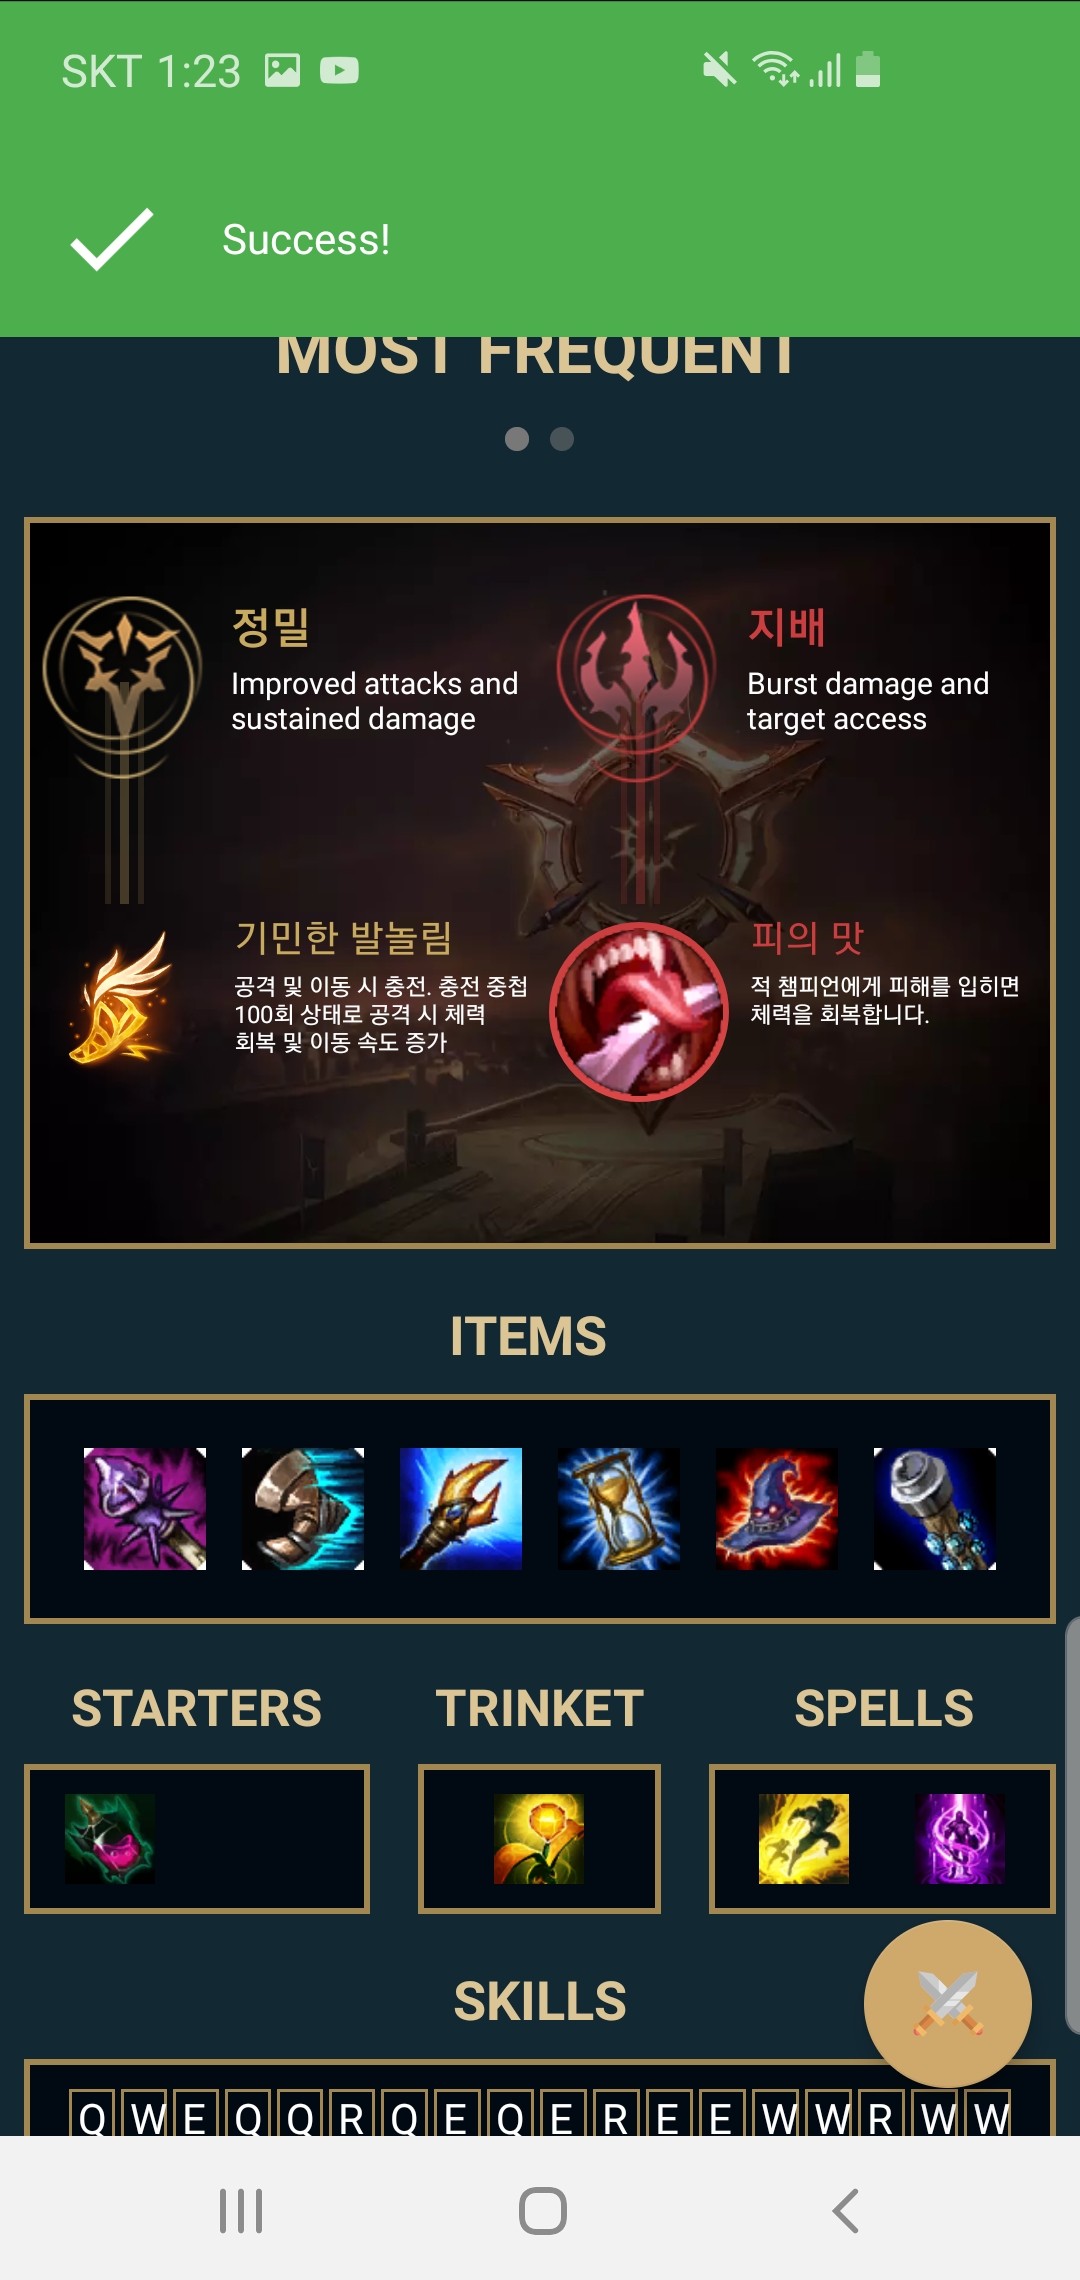 SKT 1:23
Success!
MOST FREQUENT
정밀
Improved attacks and
sustained damage
지배
Burst damage and
target access
기민한 발놀림
공격 및 이동 시 충전. 충전 중첩
100회 상태로 공격 시 체력
회복 및 이동 속도 증가
피의 맛
적 챔피언에게 피해를 입히면
체력을 회복합니다.
ITEMS
STARTERS
TRINKET
SPELLS
SKILLS
Q W E Q Q R Q E Q E R E E W W R W W